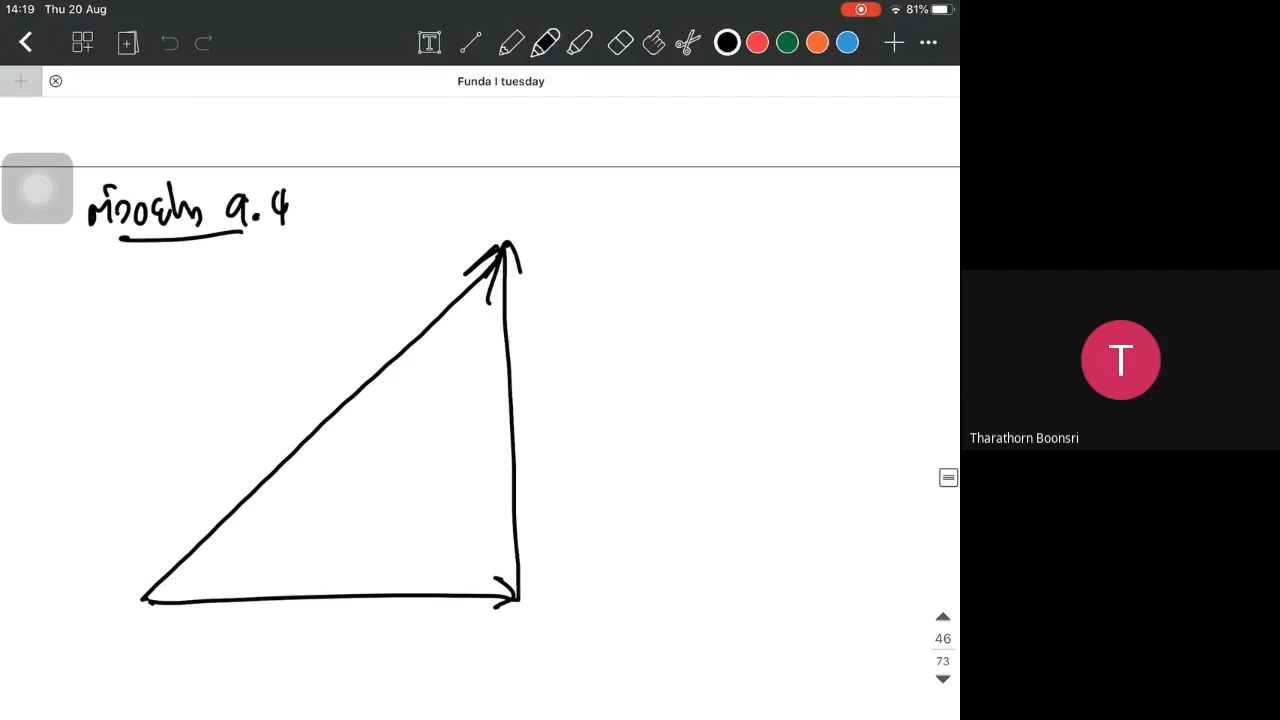 14:19 Thu 20 Aug
81%
T
Funda I tuesday
ตัวอย่าง 9.4
T
Tharathorn Boonsri
46
73